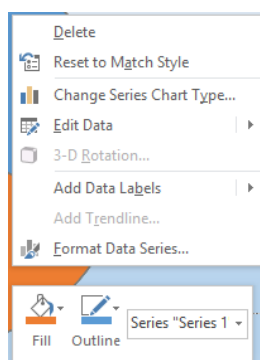 Delete
Reset to Match Style
Change Series Chart Type...
Edit Data
3-D Rotation...
Add Data Labels
Add Trendline...
Format Data Series...
Fill
Outline
Series "Series 1